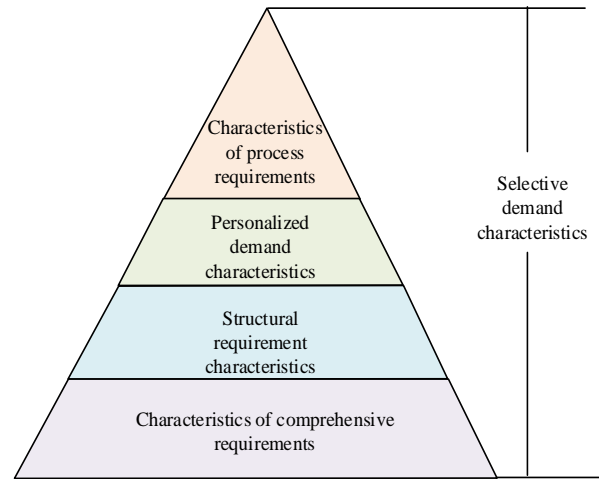 Characteristics
of process
requirements
Personalized
demand
characteristics
Structural
requirement
characteristics
Characteristics of comprehensive
requirements
Selective
demand
characteristics